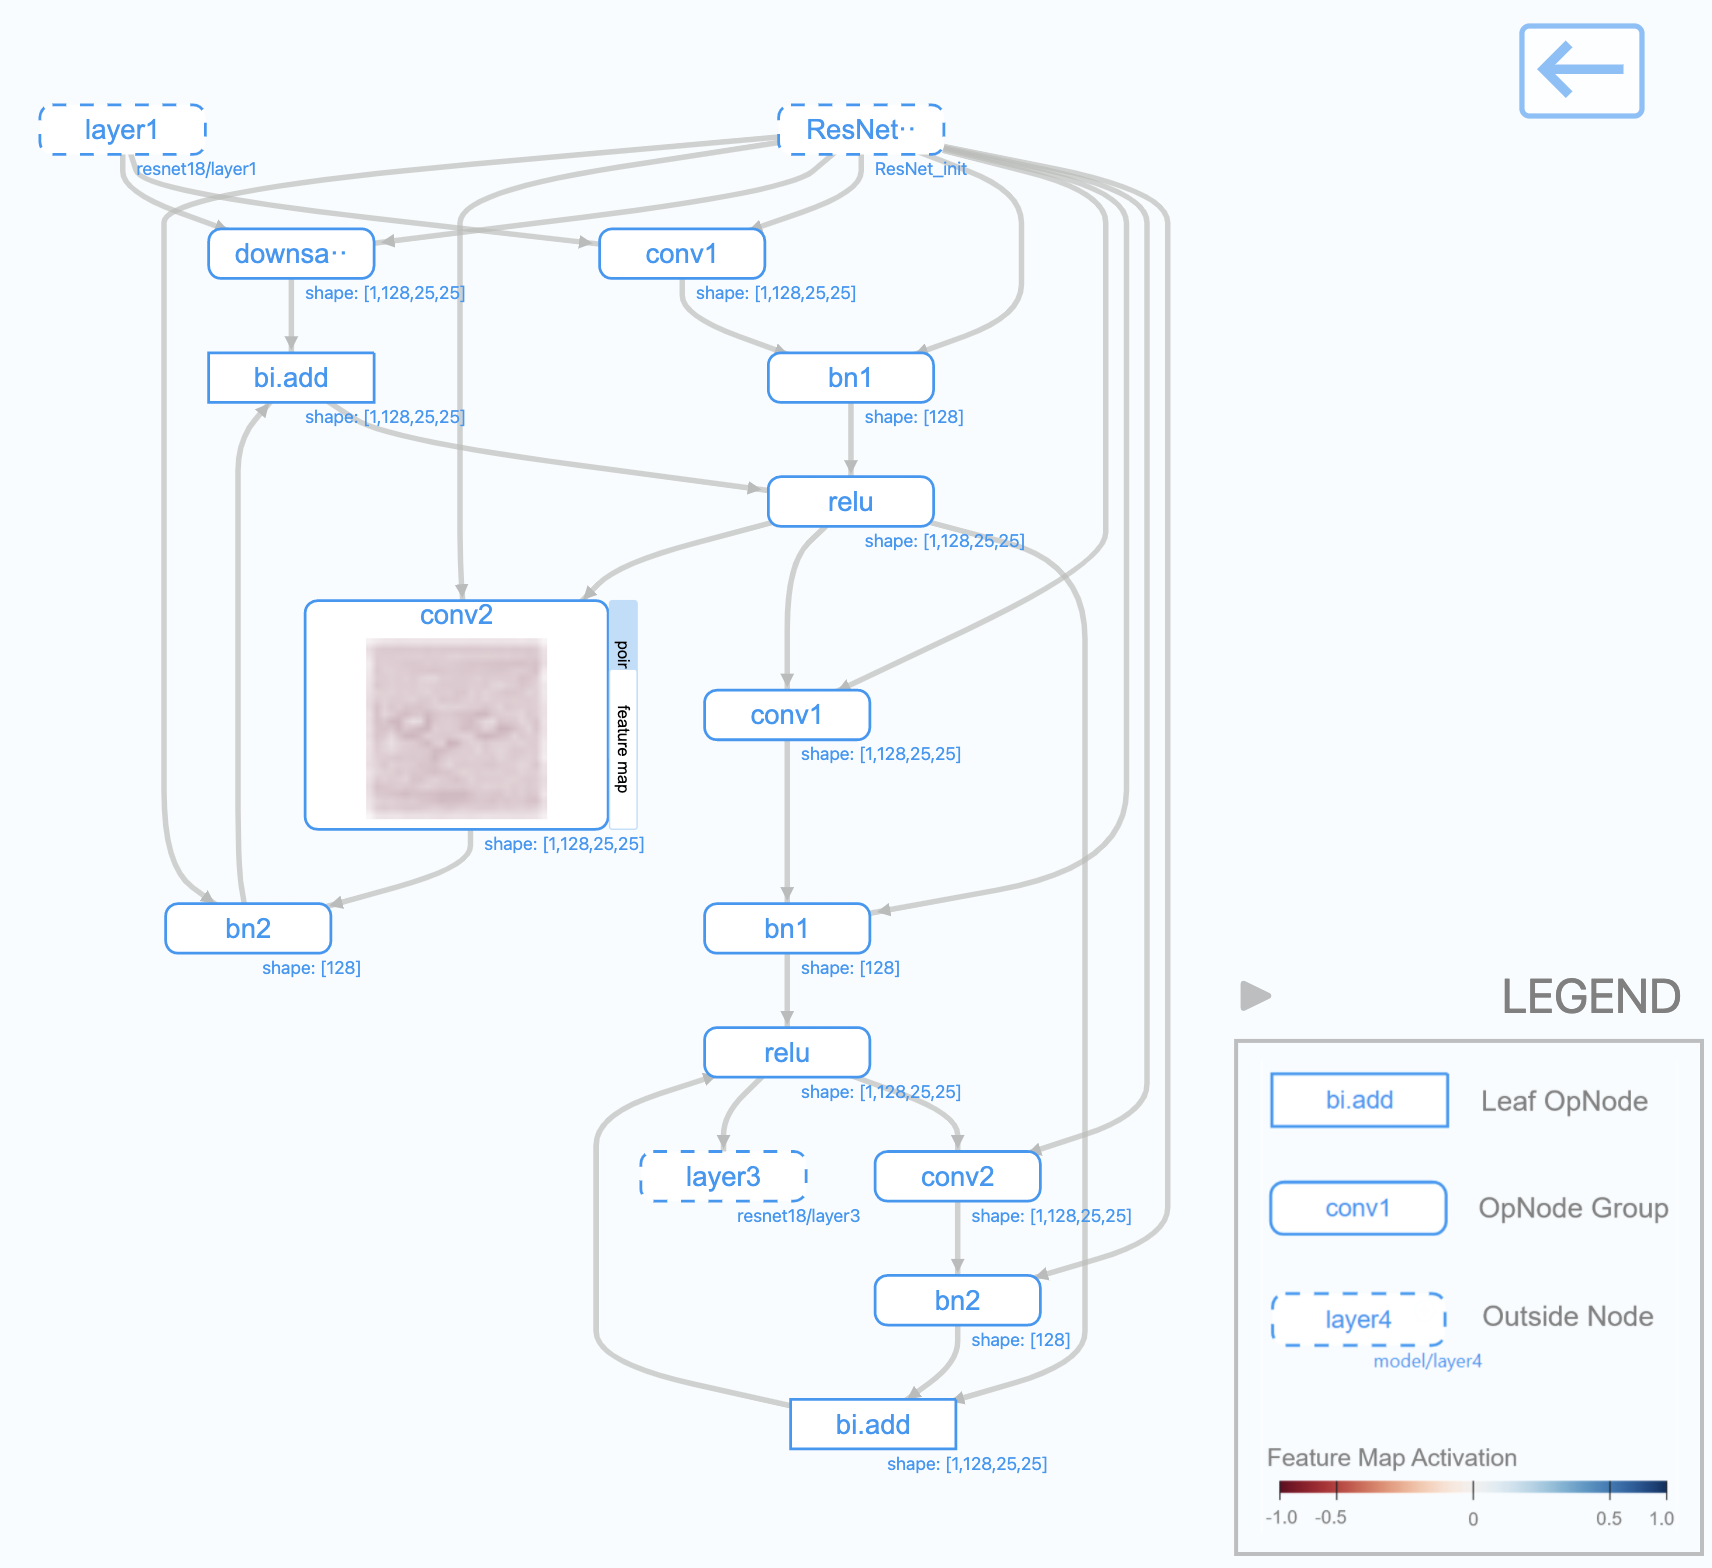 layer1
resnet18/layer1
ResNet··
ResNet_init
downsa··
shape: [1,128,25,25]
conv1
shape: [1,128,25,25]
bi.add
shape: [1,128,25,25]
bn1
shape: [128]
relu
shape: [1,128,25,25]
conv2
poir
feature map
shape: [1,128,25,25]
conv1
shape: [1,128,25,25]
bn2
shape: [128]
bn1
shape: [128]
relu
shape: [1,128,25,25]
layer3
resnet18/layer3
conv2
shape: [1,128,25,25]
bn2
shape: [128]
bi.add
shape: [1,128,25,25]
LEGEND
bi.add
Leaf OpNode
conv1
OpNode Group
layer4
Outside Node
model/layer4
Feature Map Activation
-1.0 -0.5 0 0.5 1.0